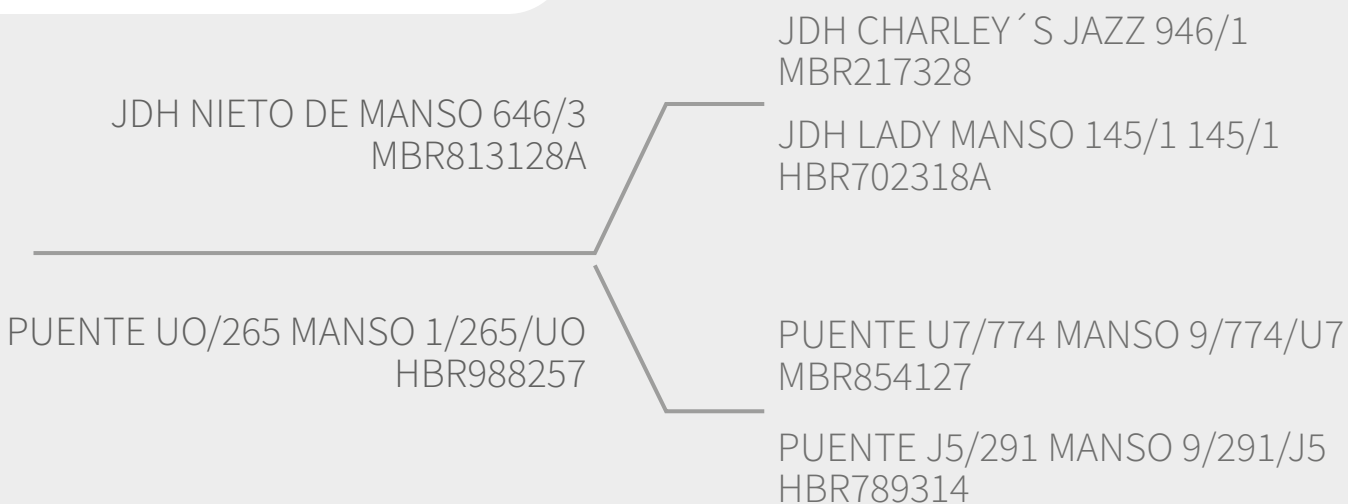 JDH NIETO DE MANSO 646/3
MBR813128A
PUENTE UO/265 MANSO 1/265/UO
HBR988257
JDH CHARLEY´S JAZZ 946/1
MBR217328
JDH LADY MANSO 145/1 145/1
HBR702318A
PUENTE U7/774 MANSO 9/774/U7
MBR854127
PUENTE J5/291 MANSO 9/291/J5
HBR789314